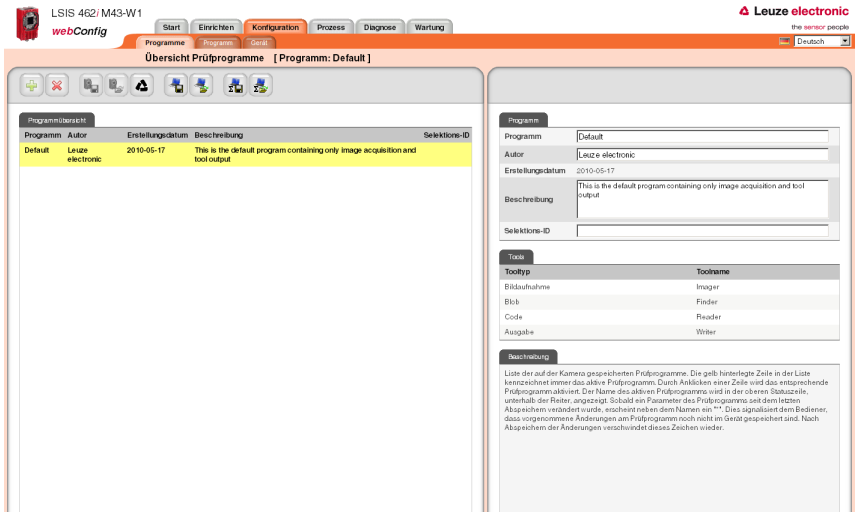 LSIS 462i M43-W1
webConfig
Start Einrichten Konfiguration Prozess Diagnose Wartung
Leuze electronic
the sensor people
Programme Programm Gerät
Deutsch
Übersicht Prüfprogramme [ Programm: Default ]
Programmübersicht
Programm Autor Erstellungsdatum Beschreibung Selektions-ID
Default Leuze electronic 2010-05-17 This is the default program containing only image acquisition and tool output
Programm
Programm Default
Autor Leuze electronic
Erstellungsdatum 2010-05-17
Beschreibung This is the default program containing only image acquisition and tool
output
Selektions-ID
Tools
Tooltyp Toolname
Bildaufnahme Imager
Blob Finder
Code Reader
Ausgabe Writer
Beschreibung
Liste der auf der Kamera gespeicherten Prüfprogramme. Die gelb hinterlegte Zeile in der Liste
kennzeichnet immer das aktive Prüfprogramm. Durch Anklicken einer Zeile wird das entsprechende
Prüfprogramm aktiviert. Der Name des aktiven Prüfprogramms wird in der oberen Statuszeile,
unterhalb der Reiter, angezeigt. Sobald ein Parameter des Prüfprogramms seit dem letzten
Abspeichern verändert wurde, erscheint neben dem Namen ein "*". Dies signalisiert dem Bediener,
dass vorgenommene Änderungen am Prüfprogramm noch nicht im Gerät gespeichert sind. Nach
Abspeichern der Änderungen verschwindet dieses Zeichen wieder.